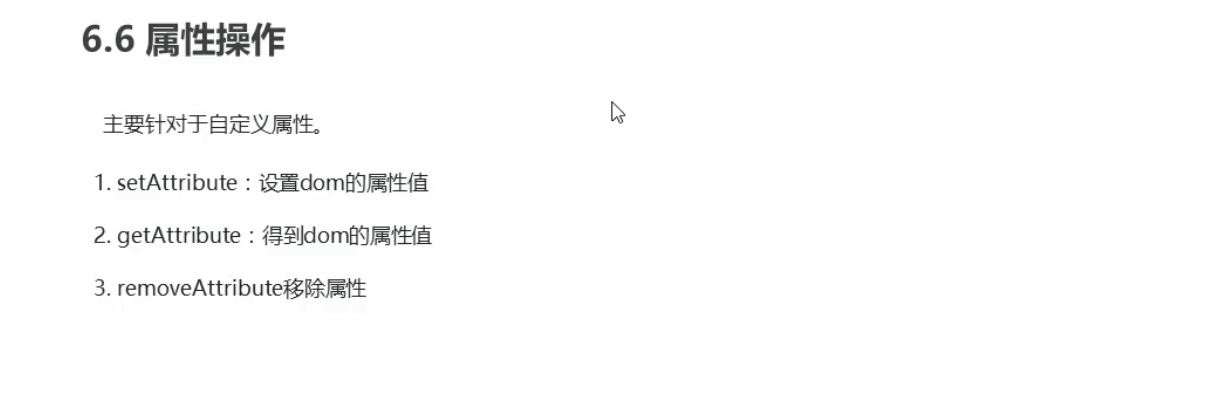 6.6 属性操作
主要针对于自定义属性。
1. setAttribute：设置dom的属性值
2. getAttribute：得到dom的属性值
3. removeAttribute移除属性